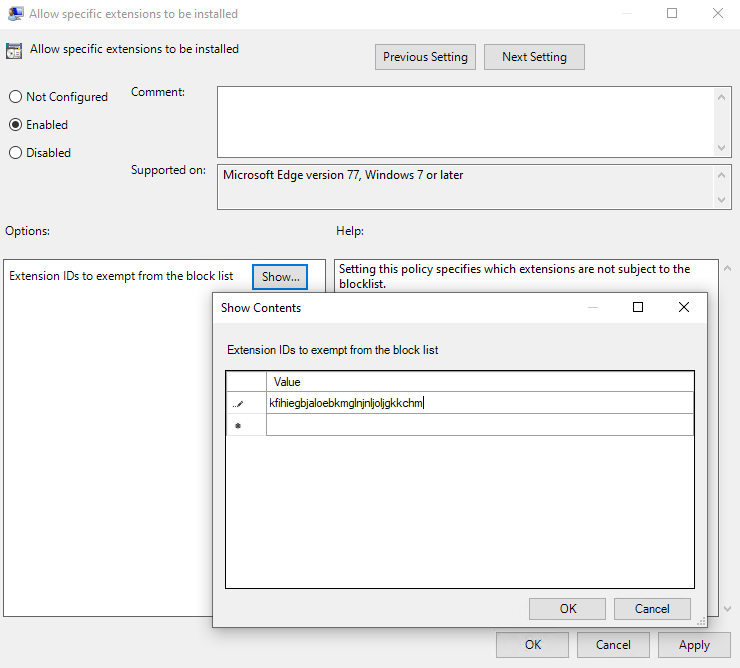 Allow specific extensions to be installed
Allow specific extensions to be installed
Previous Setting
Next Setting
Not Configured
Enabled
Disabled
Comment:
Supported on:
Microsoft Edge version 77, Windows 7 or later
Options:
Help:
Extension IDs to exempt from the block list
Show...
Setting this policy specifies which extensions are not subject to the
blocklist.
Show Contents
Extension IDs to exempt from the block list
Value
kfihiegbjaloebkmglnjnljoljgkkchm
OK
Cancel
OK
Cancel
Apply